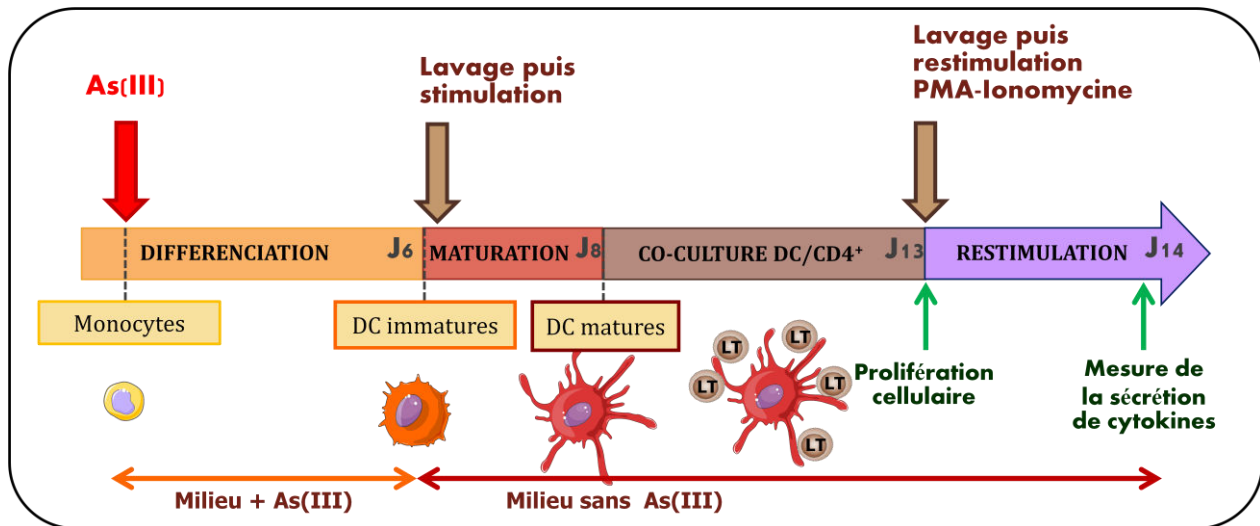 As(III)
Lavage puis
stimulation
Lavage puis
restimulation
PMA-Ionomycine
DIFFERENCIATION J6 MATURATION J8 CO-CULTURE DC/CD4⁺ J13 RESTIMULATION J14
Monocytes
DC immatures
DC matures
LT
LT
LT
LT
LT
Prolifération
cellulaire
Mesure de
la sécrétion
de cytokines
Milieu + As(III)
Milieu sans As(III)